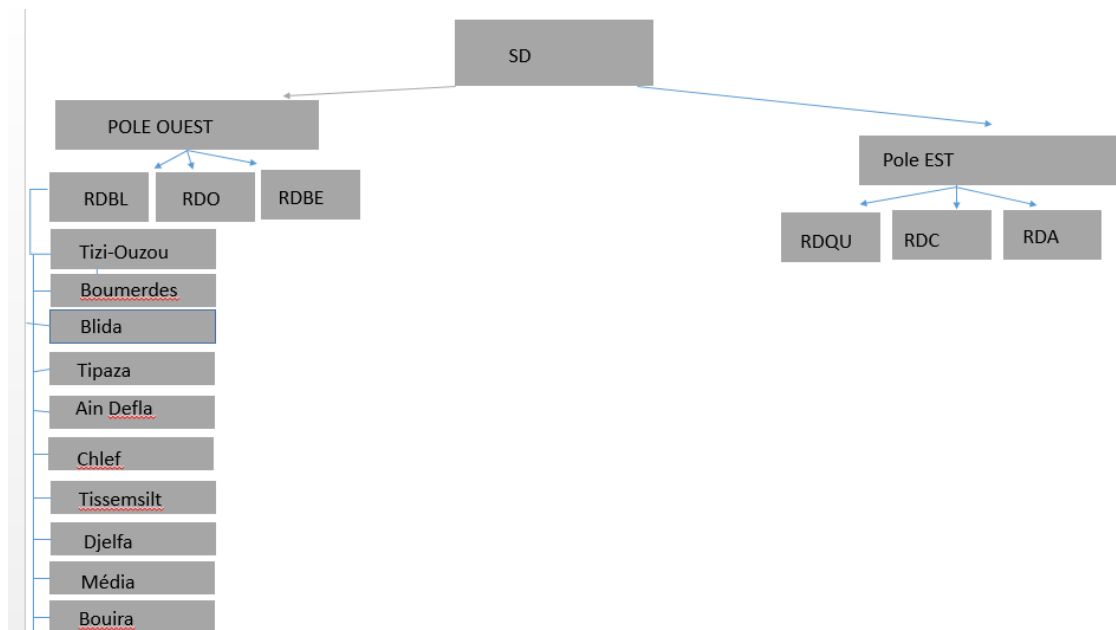 SD
POLE OUEST
Pole EST
RDBL
RDO
RDBE
RDQU
RDC
RDA
Tizi-Ouzou
Boumerdes
Blida
Tipaza
Ain Defla
Chlef
Tissemsilt
Djelfa
Média
Bouira